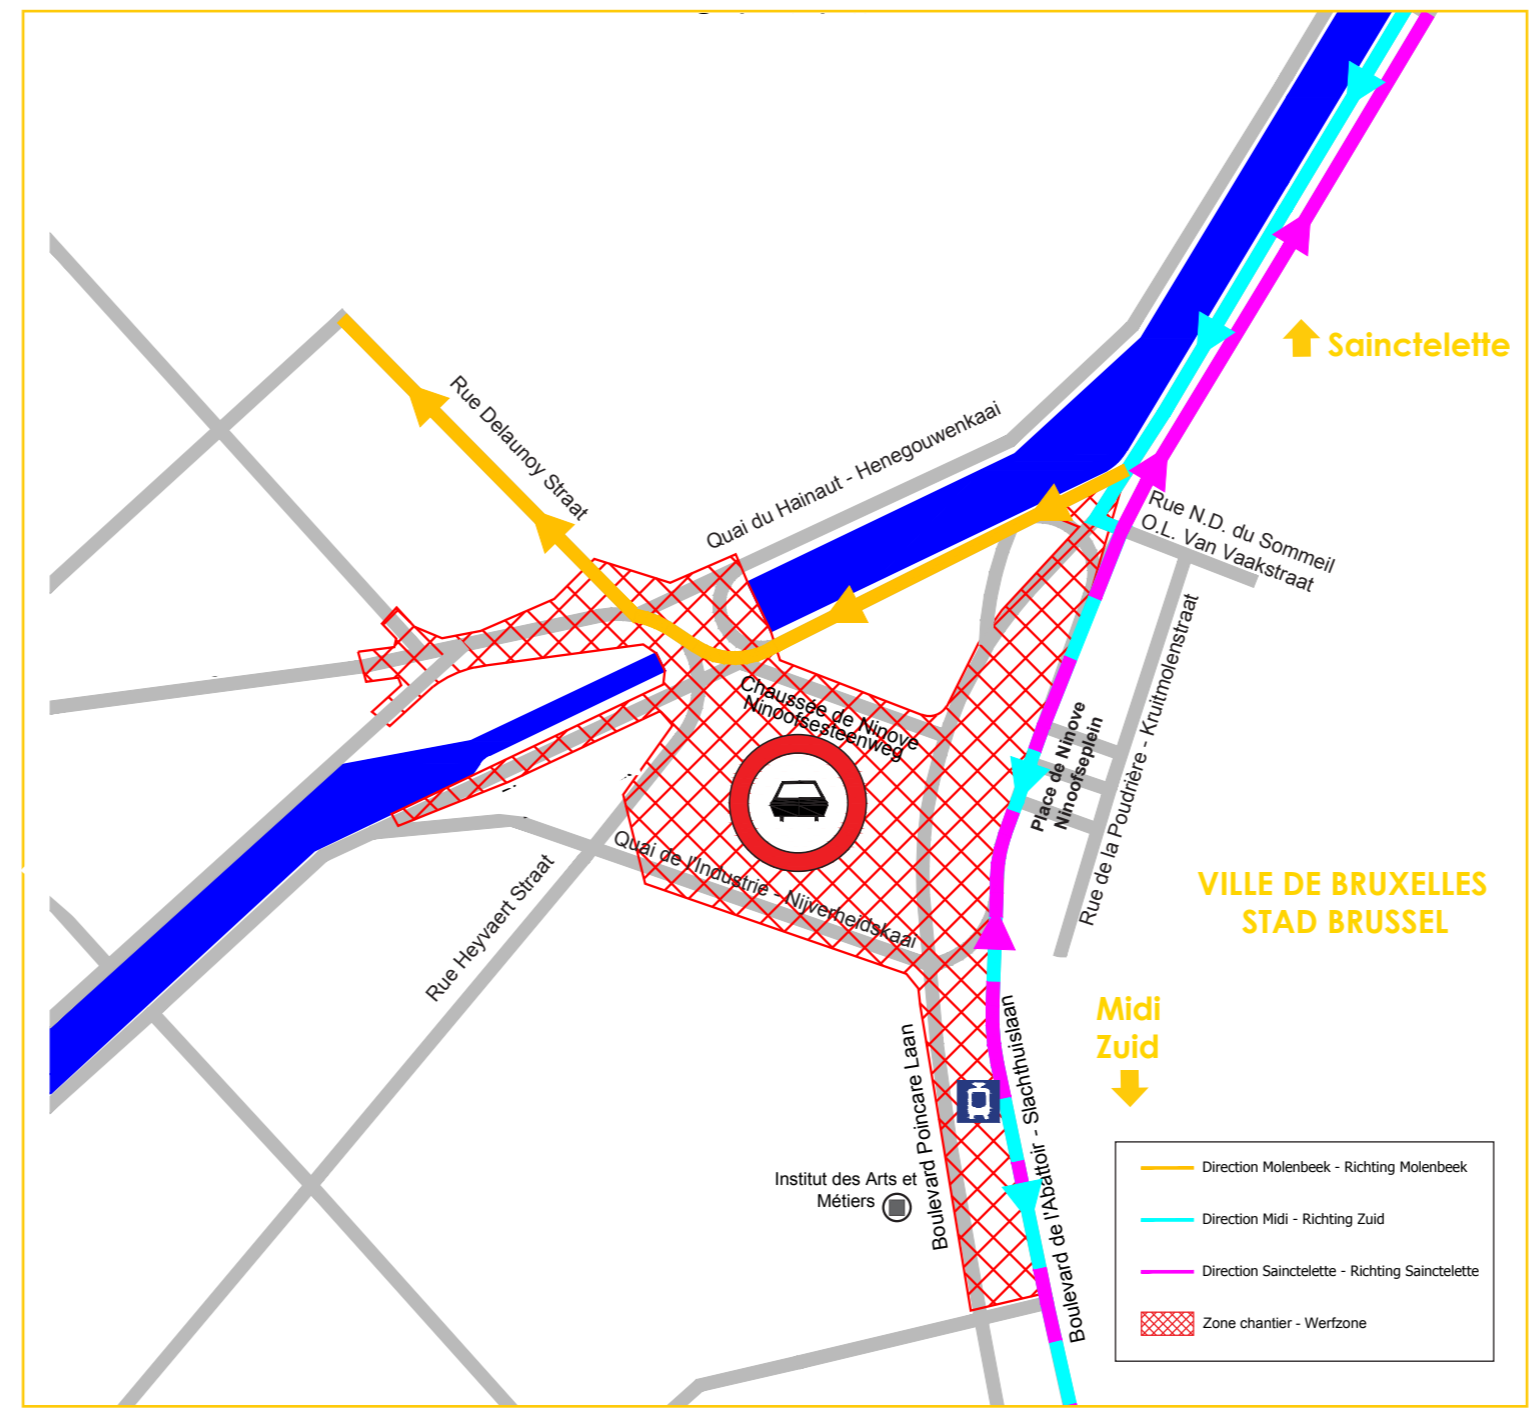 Sainctelette
Rue Delaunoy Straat
Quai du Hainaut - Henegouwenkaai
Rue N.D. du Sommeil
O.L. Van Vaakstraat
Rue de la Poudrière - Kruitmolenstraat
Chaussée de Ninove
Ninoofsesteenweg
Place de Ninove
Ninoofseplein
Quai de l'Industrie - Nijverheidskaai
Rue Heyvaert Straat
VILLE DE BRUXELLES
STAD BRUSSEL
Midi
Zuid
Boulevard Poincare Laan
Boulevard de l'Abattoir - Slachthuislaan
Institut des Arts et
Métiers
Direction Molenbeek - Richting Molenbeek
Direction Midi - Richting Zuid
Direction Sainctelette - Richting Sainctelette
Zone chantier - Werfzone